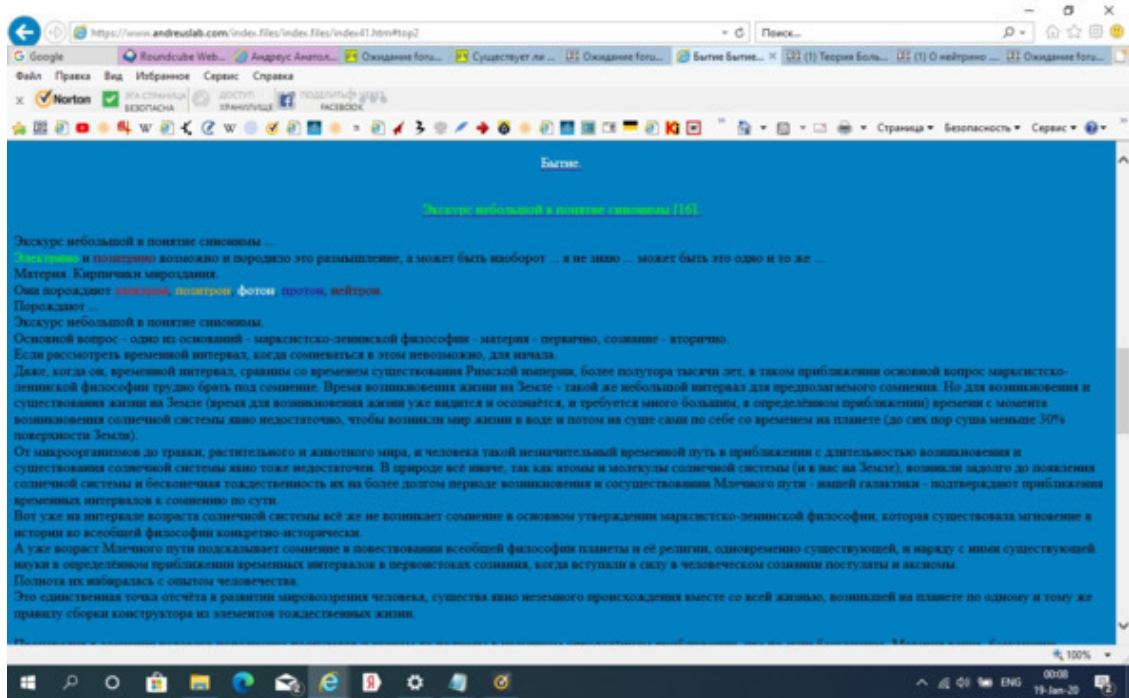 https://www.andreuslab.com/index.files/index.files/index41.htm#top2
Поиск...
Google
Roundcube Web...
Андреус Анатол...
Ожидание foru...
Существует ли ...
Ожидание foru...
Бытие Бытие...
(1) Теория Боль...
(1) О нейтрино ...
Ожидание foru...
Файл Правка Вид Избранное Сервис Справка
Norton
ЭТА СТРАНИЦА БЕЗОПАСНА
ДОСТУП
ХРАНИЛИЩЕ
FACEBOOK
Страница Безопасность Сервис
Бытие.
Экскурс небольшой в понятие синонимы [16].
Экскурс небольшой в понятие синонимы ...
Электрино и позитрино возможно и породило это размышление, а может быть наоборот ... я не знаю ... может быть это одно и то же ...
Материя. Кирпичики мироздания.
Они порождают электрон, позитрон, фотон, протон, нейтрон.
Порождают ...
Экскурс небольшой в понятие синонимы.
Основной вопрос - одно из оснований - марксистско-ленинской философии - материя - первично, сознание - вторично.
Если рассмотреть временной интервал, когда сомневаться в этом невозможно, для начала.
Даже, когда он, временной интервал, сравним со временем существования Римской империи, более полутора тысячи лет, в таком приближении основной вопрос марксистско-
ленинской философии трудно брать под сомнение. Время возникновения жизни на Земле - такой же небольшой интервал для предполагаемого сомнения. Но для возникновения и
существования жизни на Земле (время для возникновения жизни уже видится и осознаётся, и требуется много большим, в определённом приближении) времени с момента
возникновения солнечной системы явно недостаточно, чтобы возникли мир жизни в воде и потом на суше сами по себе со временем на планете (до сих пор суша меньше 30%
поверхности Земли).
От микроорганизмов до травки, растительного и животного мира, и человека такой незначительный временной путь в приближении с длительностью возникновения и
существования солнечной системы явно тоже недостаточен. В природе всё иначе, так как атомы и молекулы солнечной системы (и в нас на Земле), возникли задолго до появления
солнечной системы и бесконечная тождественность их на более долгом периоде возникновения и сосуществовании Млечного пути - нашей галактики - подтверждают приближения
временных интервалов к сомнению по сути.
Вот уже на интервале возраста солнечной системы всё же не возникает сомнение в основном утверждении марксистско-ленинской философии, которая существовала мгновение в
истории во всеобщей философии конкретно-исторически.
А уже возраст Млечного пути подсказывает сомнение в повествовании всеобщей философии планеты и её религии, одновременно существующей, и наряду с ними существующей
науки в определённом приближении временных интервалов в первоистоках сознания, когда вступали в силу в человеческом сознании постулаты и аксиомы.
Полнота их набиралась с опытом человечества.
Это единственная точка отсчёта в развитии мировоззрения человека, существа явно неземного происхождения вместе со всей жизнью, возникшей на планете по одному и тому же
правилу сборки конструктора из элементов тождественных жизни.
100%
ENG
00:08
19-Jan-20